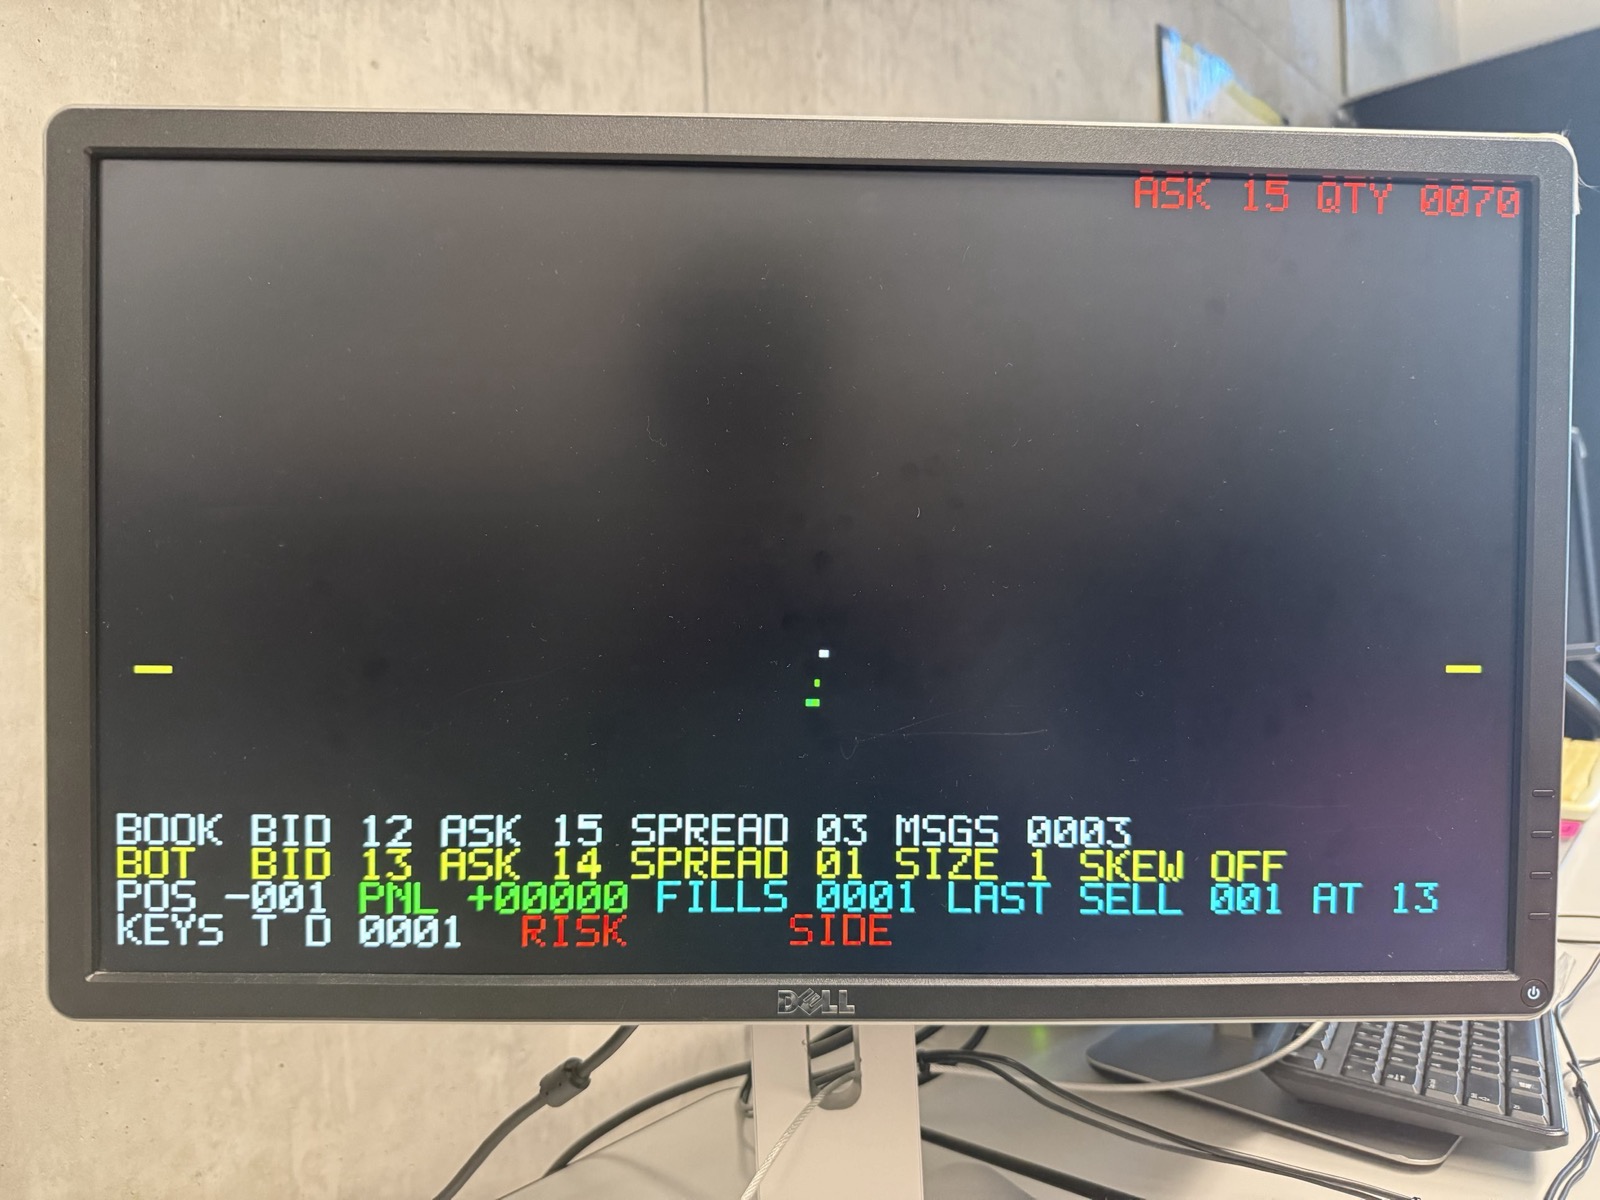 ASK 15 QTY 0070
BOOK BID 12 ASK 15 SPREAD 03 MSGS 0003
BOT BID 13 ASK 14 SPREAD 01 SIZE 1 SKEW OFF
POS -001 PNL +00000 FILLS 0001 LAST SELL 001 AT 13
KEYS T D 0001 RISK SIDE
DELL